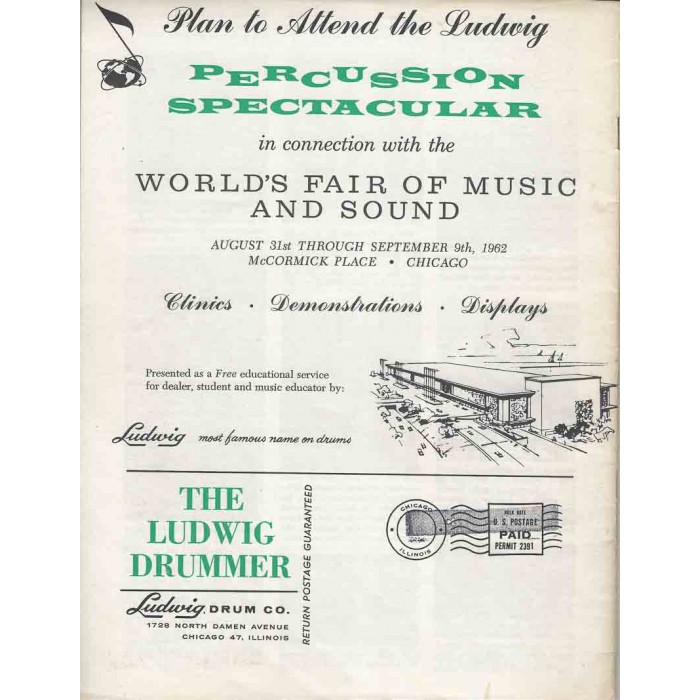 Plan to Attend the Ludwig
PERCUSSION
SPECTACULAR
in connection with the
WORLD'S FAIR OF MUSIC
AND SOUND
AUGUST 31st THROUGH SEPTEMBER 9th, 1962
McCORMICK PLACE • CHICAGO
Clinics · Demonstrations · Displays
Presented as a Free educational service
for dealer, student and music educator by:
Ludwig most famous name on drums
THE
LUDWIG
DRUMMER
Ludwig DRUM CO.
1728 NORTH DAMEN AVENUE
CHICAGO 47, ILLINOIS
RETURN POSTAGE GUARANTEED
CHICAGO
ILLINOIS
BULK RATE
U. S. POSTAGE
PAID
PERMIT 2391